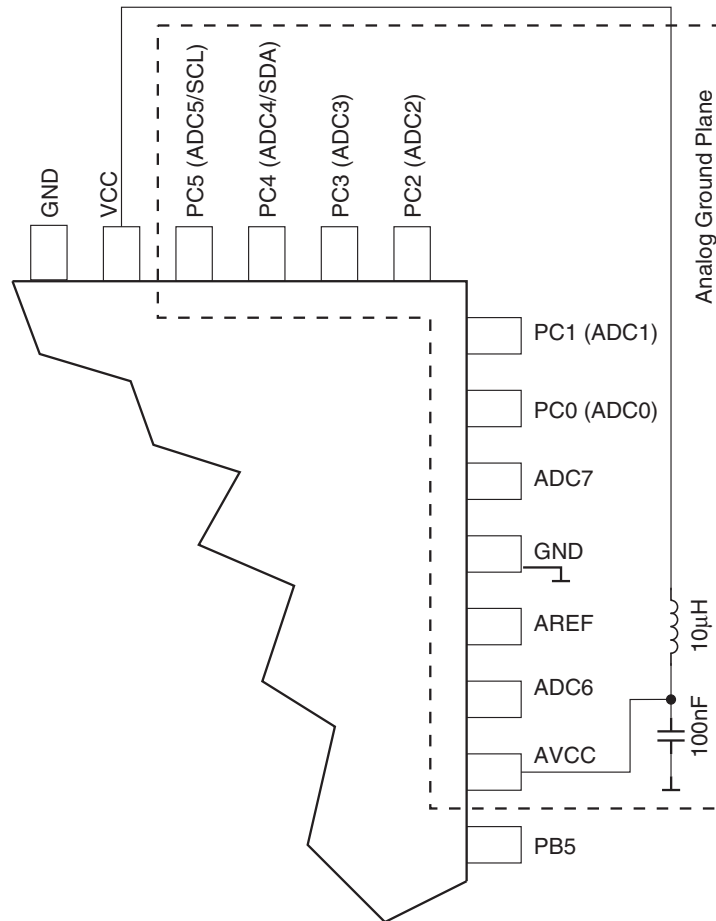 GND
VCC
PC5 (ADC5/SCL)
PC4 (ADC4/SDA)
PC3 (ADC3)
PC2 (ADC2)
Analog Ground Plane
PC1 (ADC1)
PC0 (ADC0)
ADC7
GND
AREF
10µH
ADC6
100nF
AVCC
PB5